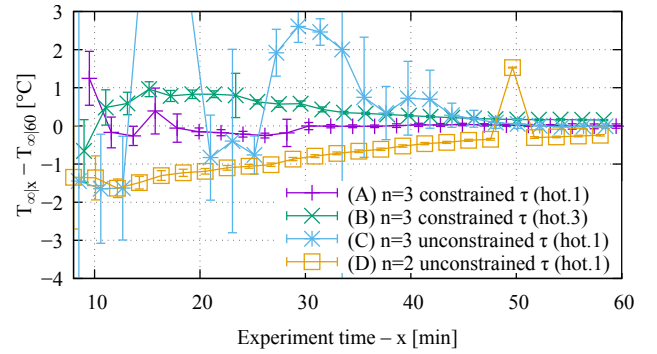 T∞|x − T∞|60 [°C]
3
2
1
0
−1
−2
−3
−4
(A) n=3 constrained τ (hot.1)
(B) n=3 constrained τ (hot.3)
(C) n=3 unconstrained τ (hot.1)
(D) n=2 unconstrained τ (hot.1)
10 20 30 40 50 60
Experiment time – x [min]